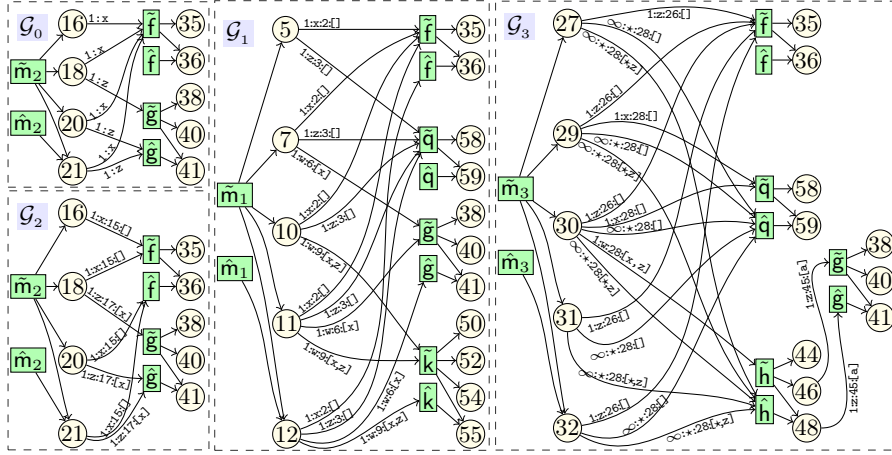 G₀
16
1:x
f̃
35
1:x
18
f̂
36
m̃₂
1:z
38
1:x
g̃
m̂₂
20
1:z
40
1:x
ĝ
21
1:z
41
G₂
16
1:x:15:[]
f̃
35
1:x:15:[]
m̃₂
18
f̂
36
1:z:17:[x]
38
g̃
1:x:15:[]
m̂₂
20
40
1:z:17:[x]
ĝ
41
1:x:15:[]
21
1:z:17:[x]
G₁
5
1:x:2:[]
f̃
35
1:z:3:[]
f̂
36
1:x:2:[]
7
1:z:3:[]
q̃
58
1:w:6:[x]
q̂
59
m̃₁
1:x:2:[]
38
10
1:z:3:[]
g̃
1:w:9:[x,z]
40
m̂₁
ĝ
41
1:x:2:[]
11
1:z:3:[]
50
1:w:6:[x]
1:w:9:[x,z]
k̃
52
1:w:6:[x]
k̂
54
1:x:2:[]
12
1:z:3:[]
1:w:9:[x,z]
55
G₃
27
1:z:26:[]
f̃
35
∞:*:28:[]
∞:*:28:[*,z]
f̂
36
1:z:26:[]
29
1:x:28:[]
∞:*:28:[]
∞:*:28:[*,z]
m̃₃
q̃
58
1:z:26:[]
30
1:x:28:[]
q̂
59
∞:*:28:[]
1:w:28[x,z]
38
m̂₃
∞:*:28:[*,z]
g̃
40
ĝ
31
1:z:26:[]
41
∞:*:28:[]
1:z:45:[a]
44
h̃
∞:*:28:[*,z]
46
1:z:26:[]
ĥ
32
∞:*:28:[]
48
∞:*:28:[*,z]
1:z:45[a]